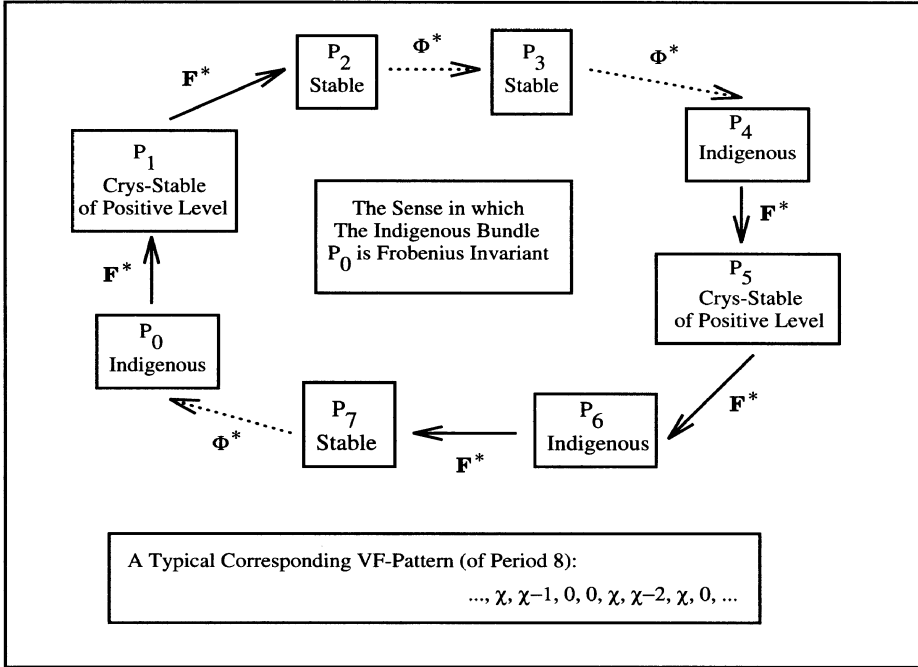 P2
Stable
Φ*
P3
Stable
Φ*
F*
P4
Indigenous
P1
Crys-Stable
of Positive Level
The Sense in which
The Indigenous Bundle
P0 is Frobenius Invariant
F*
F*
P5
Crys-Stable
of Positive Level
P0
Indigenous
F*
P7
Stable
P6
Indigenous
Φ*
F*
A Typical Corresponding VF-Pattern (of Period 8):
..., χ, χ−1, 0, 0, χ, χ−2, χ, 0, ...